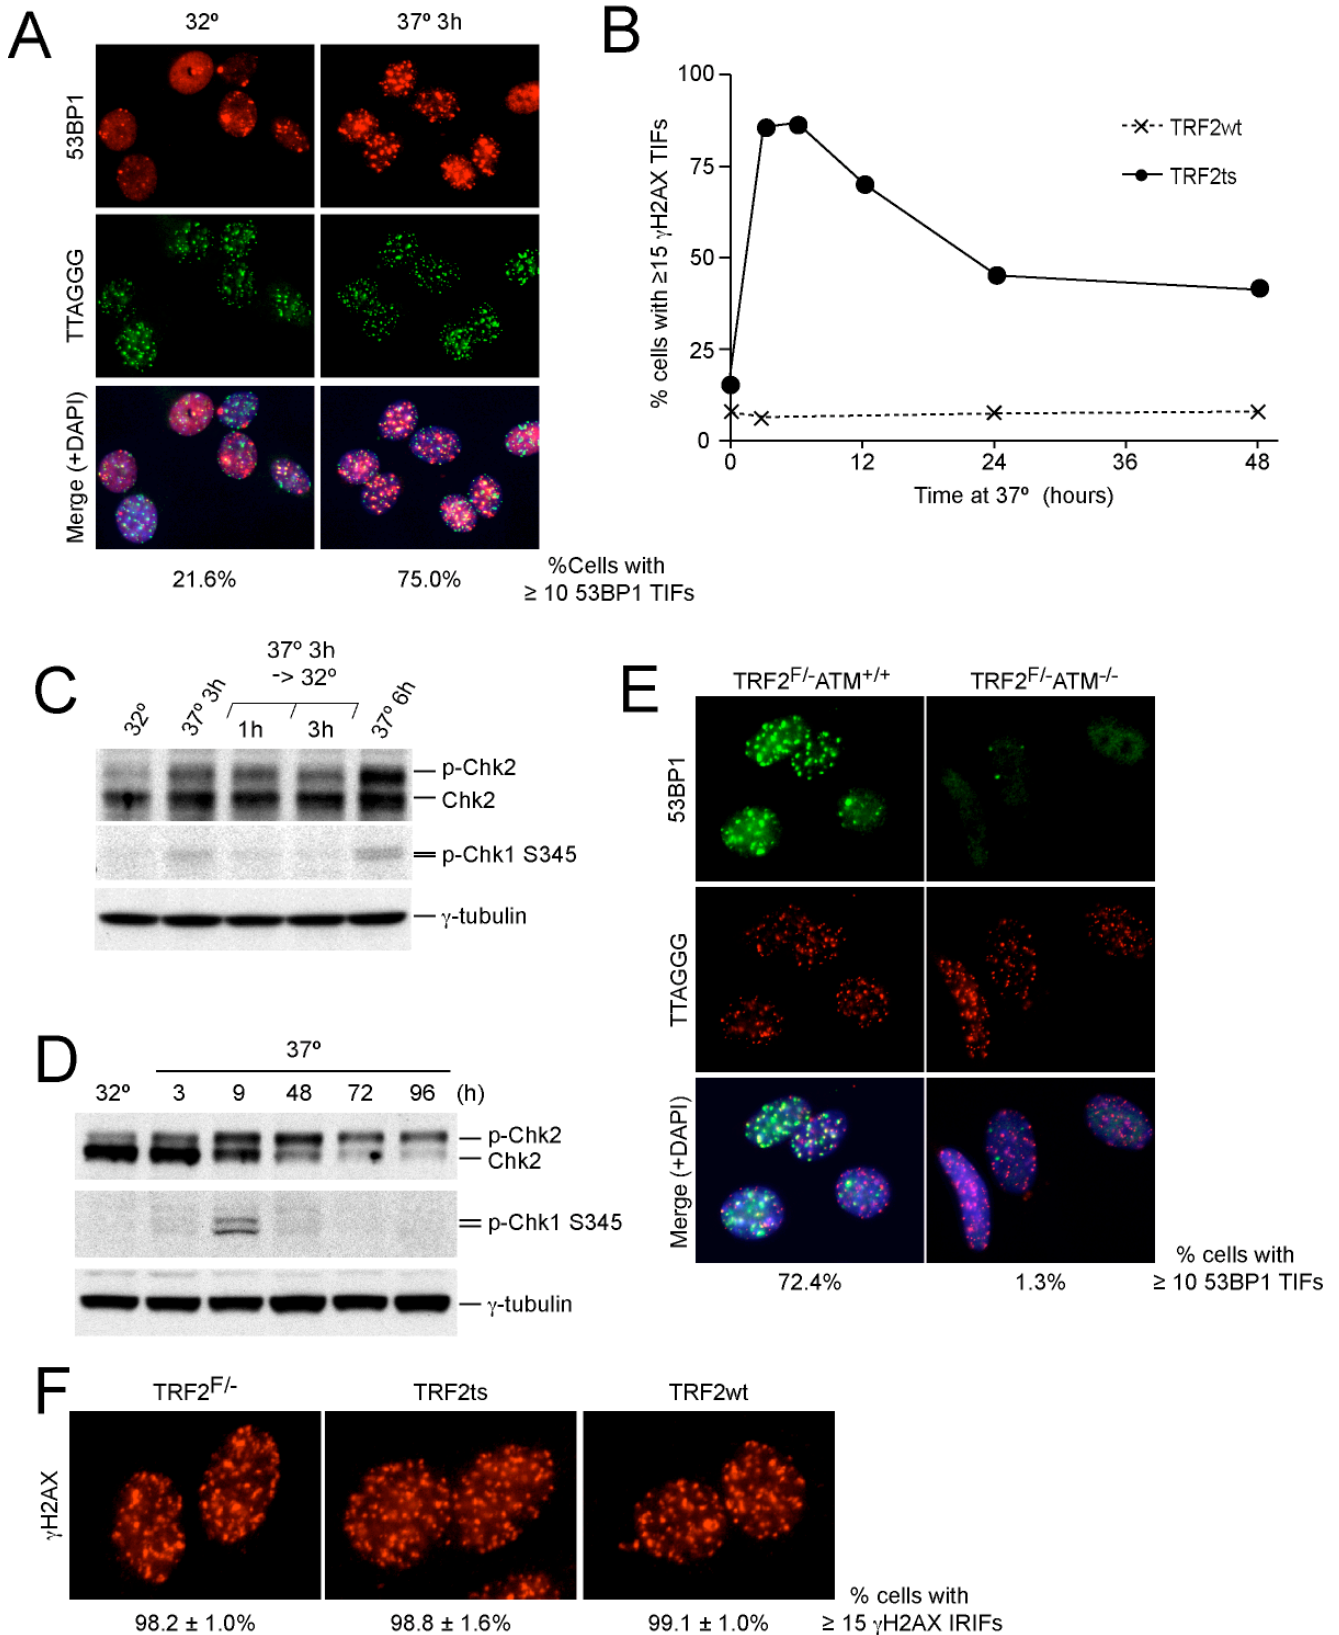 A
32º
37º 3h
53BP1
TTAGGG
Merge (+DAPI)
21.6%
75.0%
%Cells with
≥ 10 53BP1 TIFs
B
% cells with ≥15 γH2AX TIFs
100
75
50
25
0
0
12
24
36
48
Time at 37º (hours)
TRF2wt
TRF2ts
C
37º 3h
-> 32º
32º
37º 3h
1h
3h
37º 6h
p-Chk2
Chk2
p-Chk1 S345
γ-tubulin
D
37º
32º
3
9
48
72
96
(h)
p-Chk2
Chk2
p-Chk1 S345
γ-tubulin
E
TRF2F/-ATM+/+
TRF2F/-ATM-/-
53BP1
TTAGGG
Merge (+DAPI)
72.4%
1.3%
% cells with
≥ 10 53BP1 TIFs
F
TRF2F/-
TRF2ts
TRF2wt
γH2AX
98.2 ± 1.0%
98.8 ± 1.6%
99.1 ± 1.0%
% cells with
≥ 15 γH2AX IRIFs